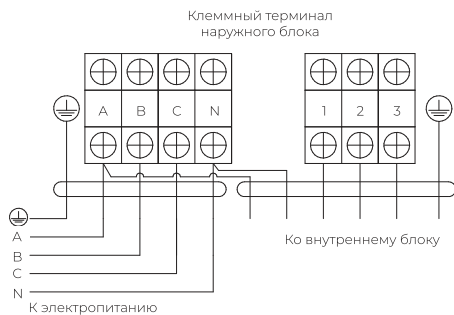 Клеммный терминал
наружного блока
A B C N 1 2 3
Ко внутреннему блоку
A
B
C
N
К электропитанию